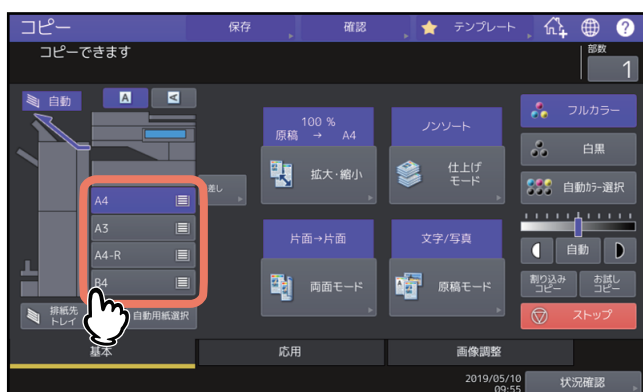 コピー
保存
確認
テンプレート
?
コピーできます
部数
1
自動
A
A
100 %
原稿 → A4
ノンソート
フルカラー
拡大・縮小
仕上げ
モード
白黒
差し
自動ｶﾗｰ選択
A4
A3
A4-R
B4
片面→片面
文字/写真
自動
両面モード
原稿モード
割り込み
コピー
お試し
コピー
排紙先
トレイ
自動用紙選択
ストップ
基本
応用
画像調整
2019/05/10
09:55
状況確認